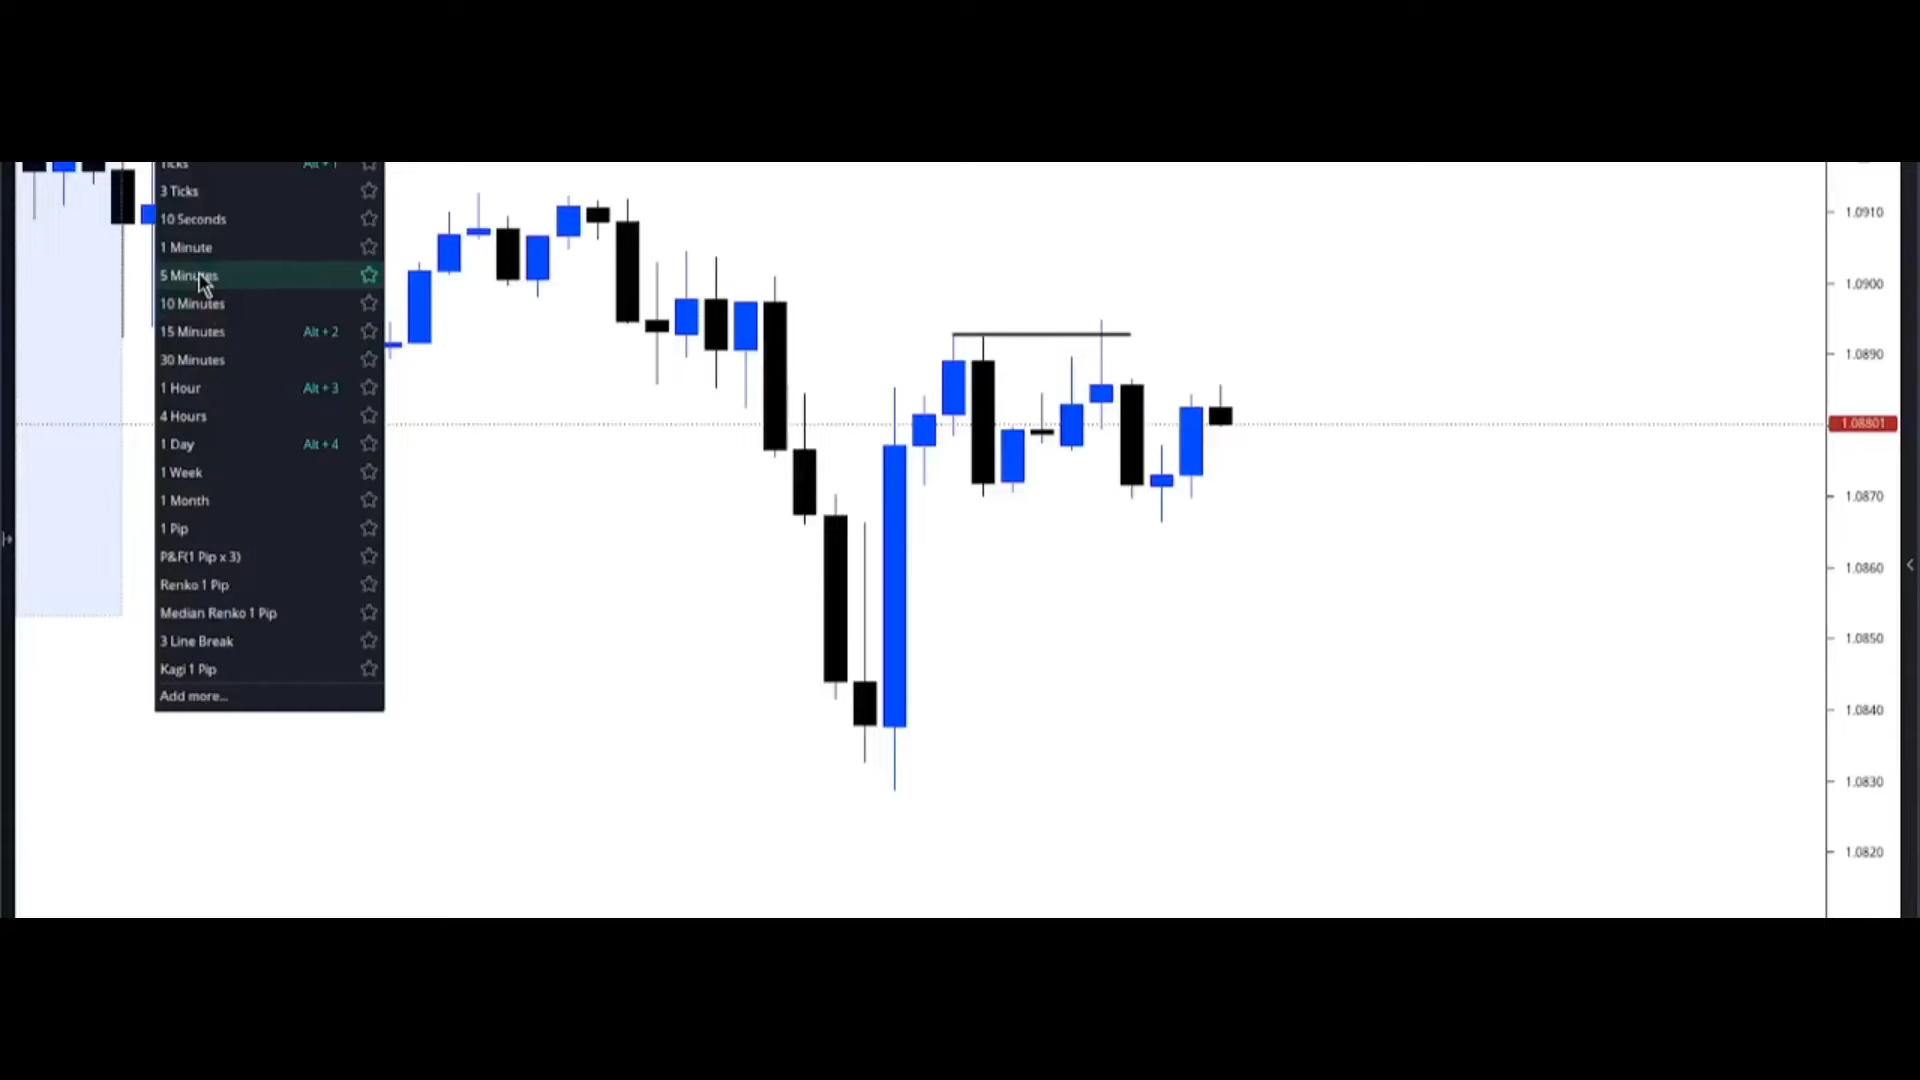 Ticks Alt + 1
3 Ticks
10 Seconds
1 Minute
5 Minutes
10 Minutes
15 Minutes Alt + 2
30 Minutes
1 Hour Alt + 3
4 Hours
1 Day Alt + 4
1 Week
1 Month
1 Pip
P&F(1 Pip x 3)
Renko 1 Pip
Median Renko 1 Pip
3 Line Break
Kagi 1 Pip
Add more...
1.0910
1.0900
1.0890
1.08801
1.0870
1.0860
1.0850
1.0840
1.0830
1.0820